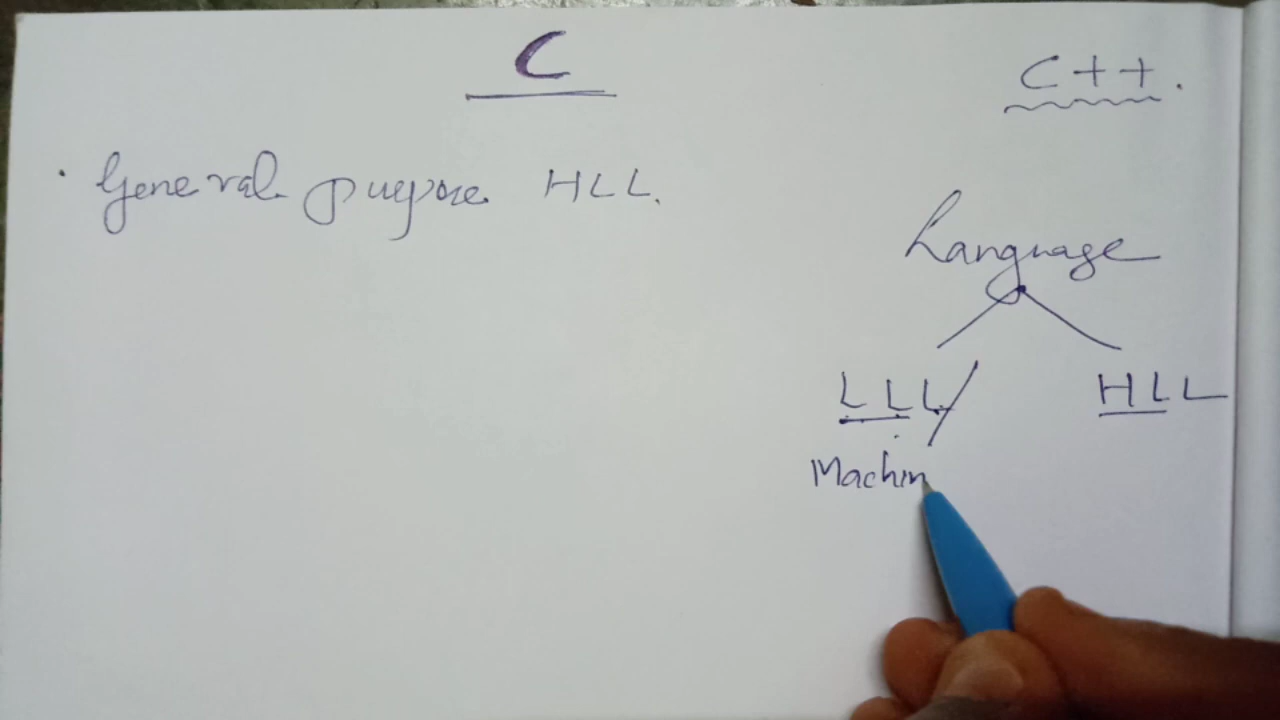 C
C++.
· General purpose HLL.
Language
LLL/ HLL
Machin